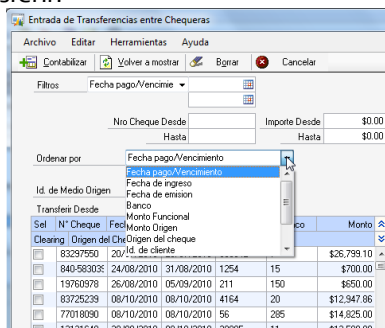 Entrada de Transferencias entre Chequeras
Archivo Editar Herramientas Ayuda
Contabilizar Volver a mostrar Borrar Cancelar
Filtros Fecha pago/Vencimie
Nro Cheque Desde Importe Desde $0.00
Hasta Hasta $0.00
Ordenar por Fecha pago/Vencimiento
Fecha pago/Vencimiento
Fecha de ingreso
Fecha de emision
Banco
Monto Funcional
Monto Origen
Origen del cheque
Id. de cliente
Id. de Medio Origen
Transferir Desde
Sel N° Cheque Monto
Clearing Origen del
83297550 $26,799.10
24/08/2010 31/08/2010 1254 15 $700.00
19760978 26/08/2010 05/09/2010 211 150 $650.00
83725239 08/10/2010 08/10/2010 4164 20 $12,947.86
77018090 08/10/2010 08/10/2010 56 285 $14,825.00